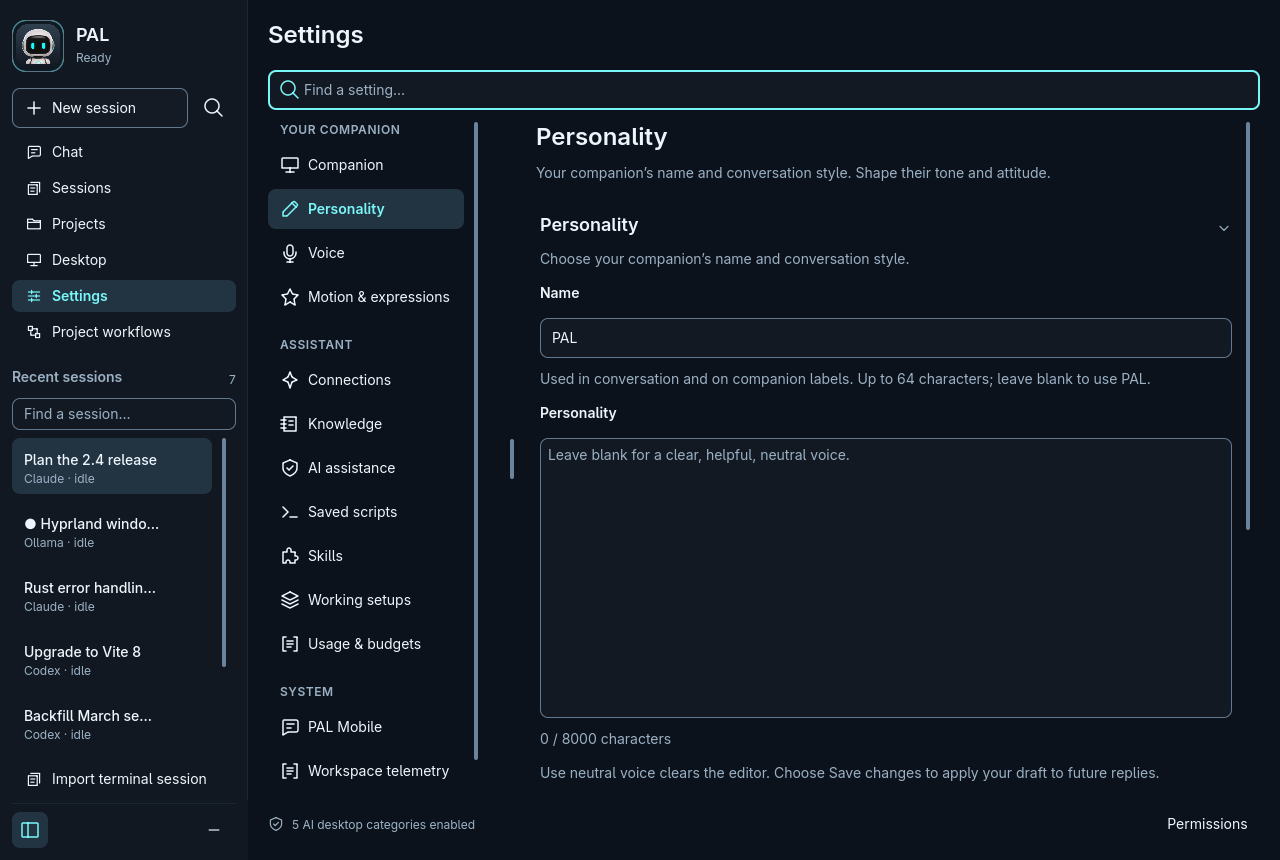 PAL
Ready
New session
Chat
Sessions
Projects
Desktop
Settings
Project workflows
Recent sessions
7
Find a session...
Plan the 2.4 release
Claude · idle
Hyprland windo...
Ollama · idle
Rust error handlin...
Claude · idle
Upgrade to Vite 8
Codex · idle
Backfill March se...
Codex · idle
Import terminal session
Settings
Find a setting...
YOUR COMPANION
Companion
Personality
Voice
Motion & expressions
ASSISTANT
Connections
Knowledge
AI assistance
Saved scripts
Skills
Working setups
Usage & budgets
SYSTEM
PAL Mobile
Workspace telemetry
Personality
Your companion’s name and conversation style. Shape their tone and attitude.
Personality
Choose your companion’s name and conversation style.
Name
PAL
Used in conversation and on companion labels. Up to 64 characters; leave blank to use PAL.
Personality
Leave blank for a clear, helpful, neutral voice.
0 / 8000 characters
Use neutral voice clears the editor. Choose Save changes to apply your draft to future replies.
5 AI desktop categories enabled
Permissions